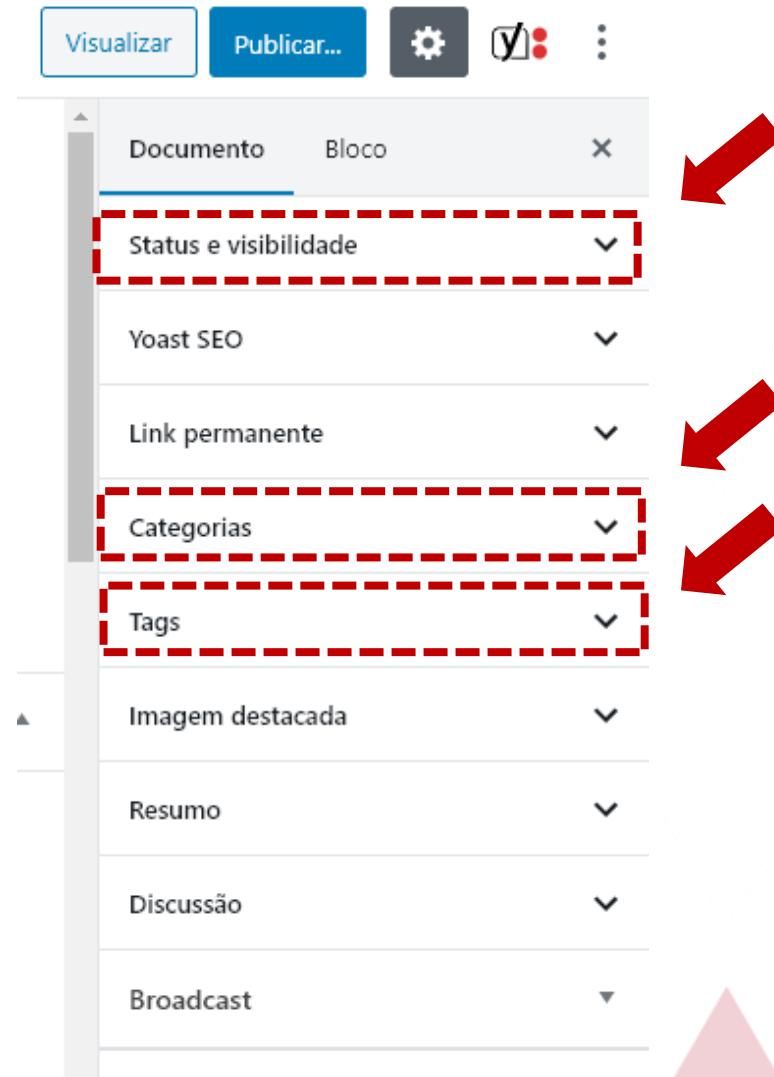 Visualizar Publicar...
Documento Bloco
Status e visibilidade
Yoast SEO
Link permanente
Categorias
Tags
Imagem destacada
Resumo
Discussão
Broadcast